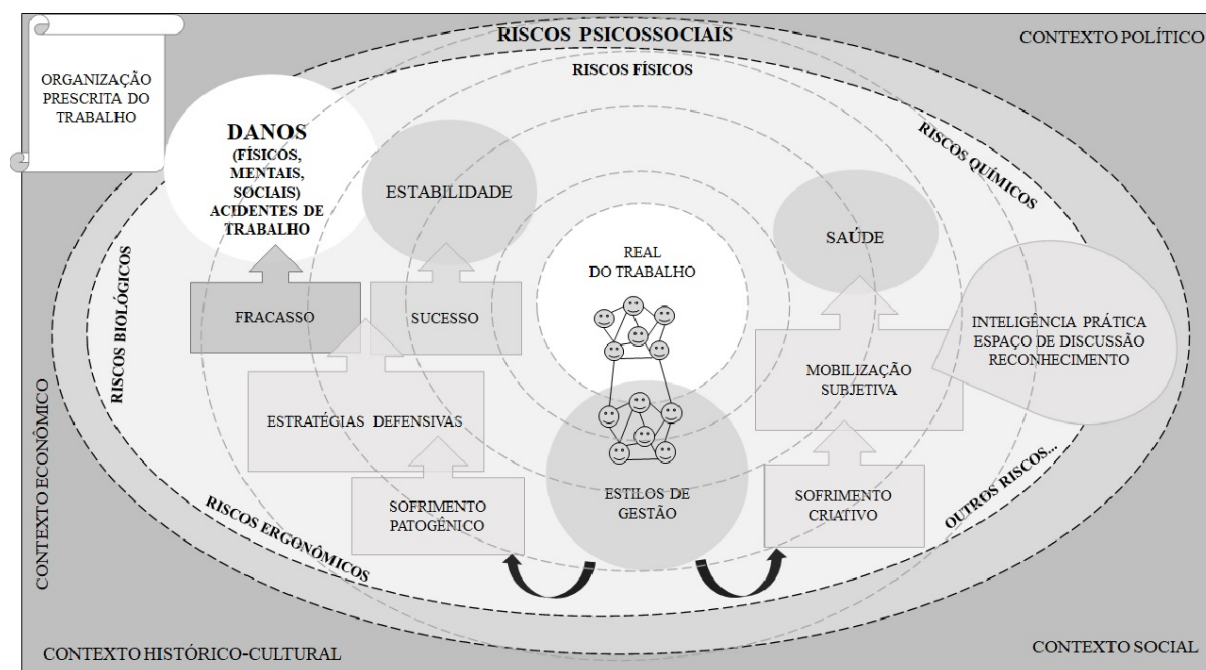 RISCOS PSICOSSOCIAIS
CONTEXTO POLÍTICO
ORGANIZAÇÃO
PRESCRITA DO
TRABALHO
RISCOS FÍSICOS
DANOS
(FÍSICOS,
MENTAIS,
SOCIAIS)
ACIDENTES DE
TRABALHO
ESTABILIDADE
RISCOS QUÍMICOS
SAÚDE
REAL
DO TRABALHO
RISCOS BIOLÓGICOS
FRACASSO
SUCESSO
INTELIGÊNCIA PRÁTICA
ESPAÇO DE DISCUSSÃO
RECONHECIMENTO
MOBILIZAÇÃO
SUBJETIVA
ESTRATÉGIAS DEFENSIVAS
CONTEXTO ECONÔMICO
SOFRIMENTO
PATOGÊNICO
ESTILOS DE
GESTÃO
SOFRIMENTO
CRIATIVO
OUTROS RISCOS...
RISCOS ERGONÔMICOS
CONTEXTO HISTÓRICO-CULTURAL
CONTEXTO SOCIAL